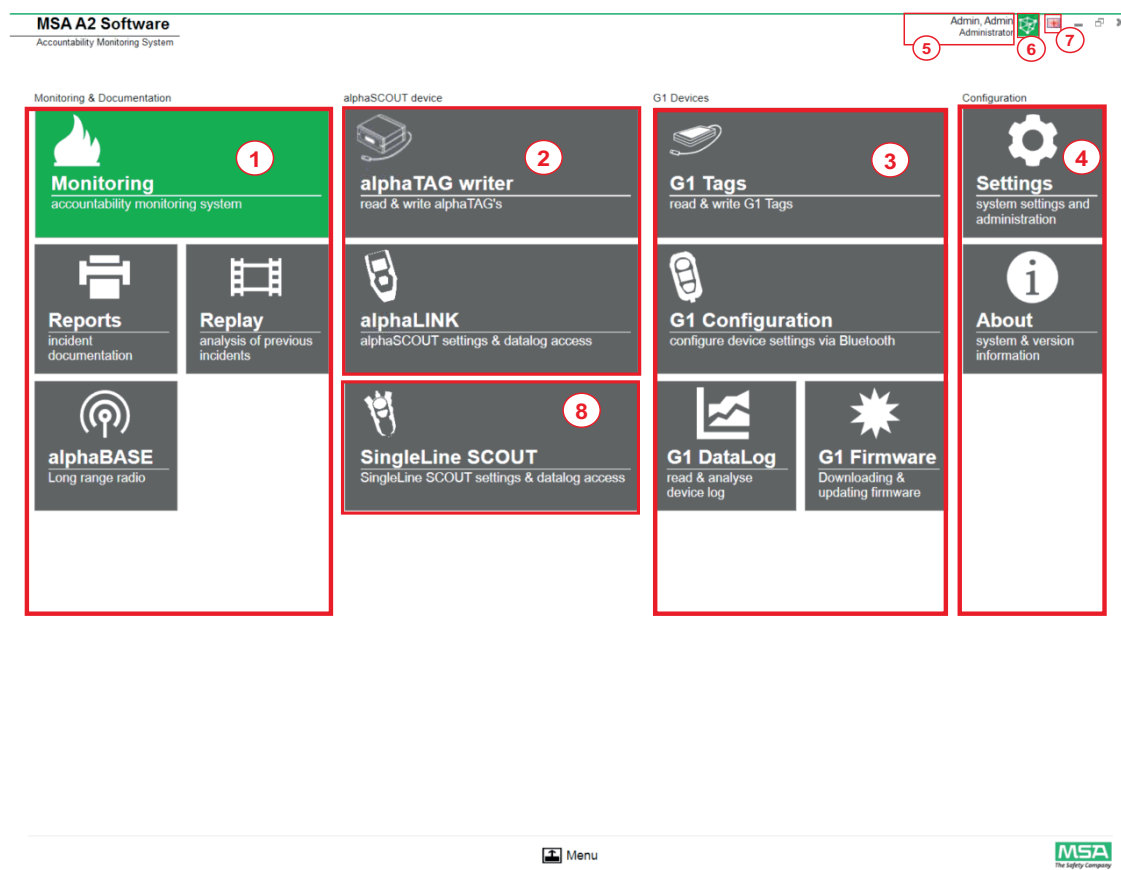 MSA A2 Software
Accountability Monitoring System
Admin, Admin
Administrator
5
6
7
Monitoring & Documentation
alphaSCOUT device
G1 Devices
Configuration
1
Monitoring
accountability monitoring system
2
alphaTAG writer
read & write alphaTAG's
3
G1 Tags
read & write G1 Tags
4
Settings
system settings and
administration
Reports
incident
documentation
Replay
analysis of previous
incidents
alphaLINK
alphaSCOUT settings & datalog access
G1 Configuration
configure device settings via Bluetooth
i
About
system & version
information
alphaBASE
Long range radio
8
SingleLine SCOUT
SingleLine SCOUT settings & datalog access
G1 DataLog
read & analyse
device log
G1 Firmware
Downloading &
updating firmware
Menu
MSA
The Safety Company